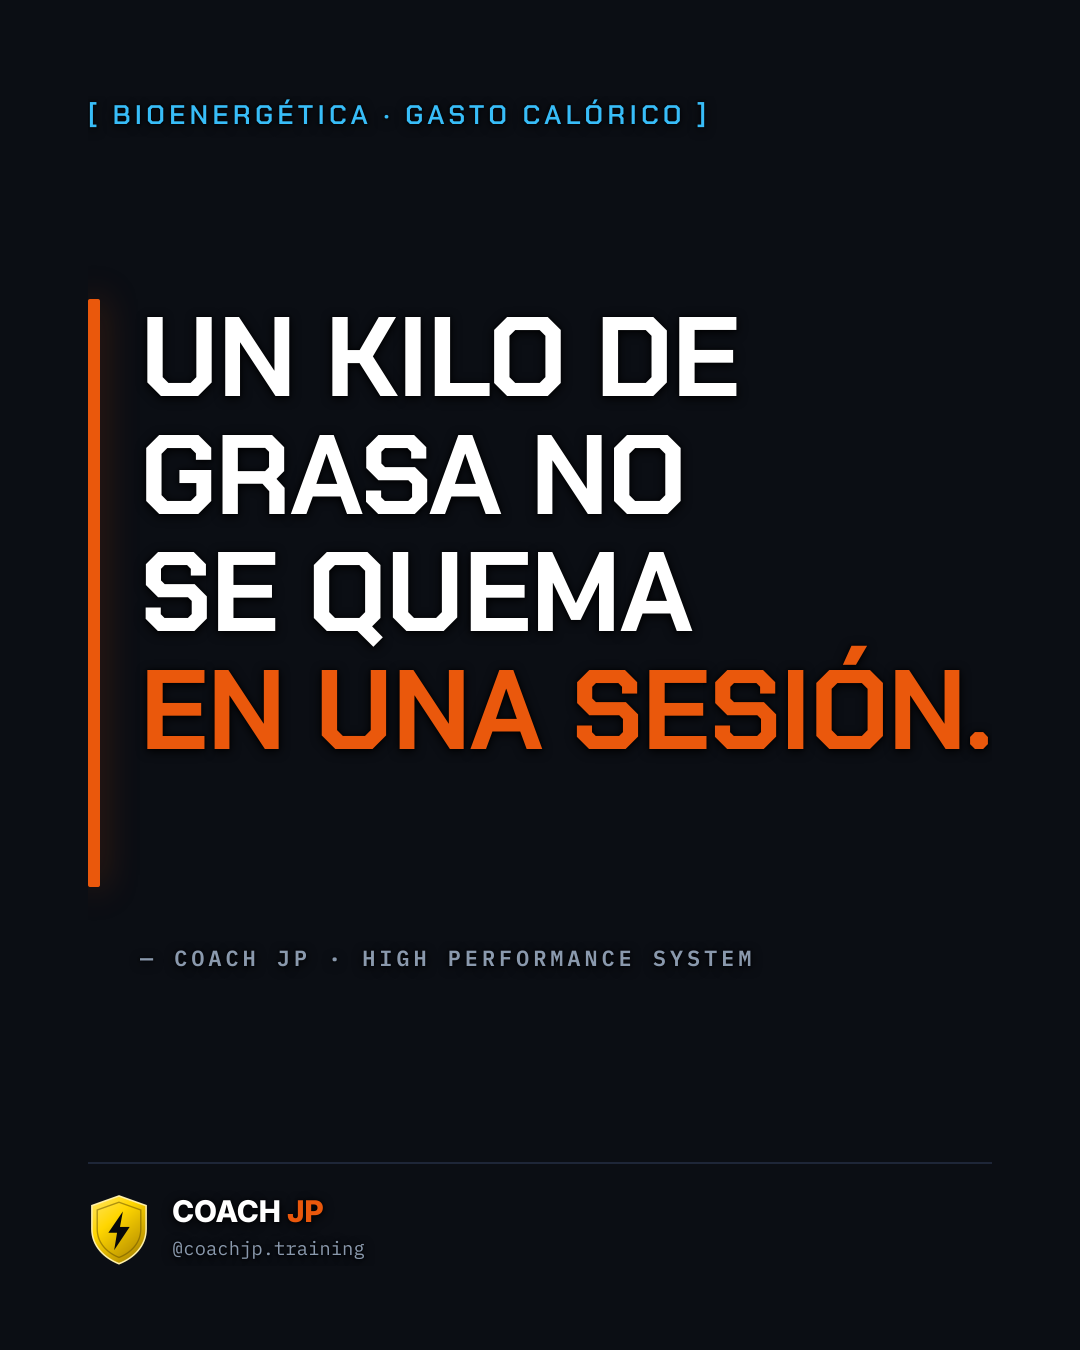 [ BIOENERGÉTICA · GASTO CALÓRICO ]
UN KILO DE
GRASA NO
SE QUEMA
EN UNA SESIÓN.
— COACH JP · HIGH PERFORMANCE SYSTEM
COACH JP
@coachjp.training